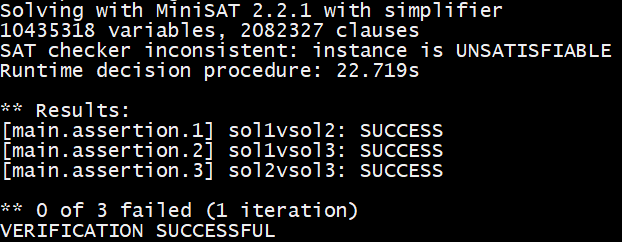 Solving with MiniSAT 2.2.1 with simplifier
10435318 variables, 2082327 clauses
SAT checker inconsistent: instance is UNSATISFIABLE
Runtime decision procedure: 22.719s

** Results:
[main.assertion.1] sol1vsol2: SUCCESS
[main.assertion.2] sol1vsol3: SUCCESS
[main.assertion.3] sol2vsol3: SUCCESS

** 0 of 3 failed (1 iteration)
VERIFICATION SUCCESSFUL